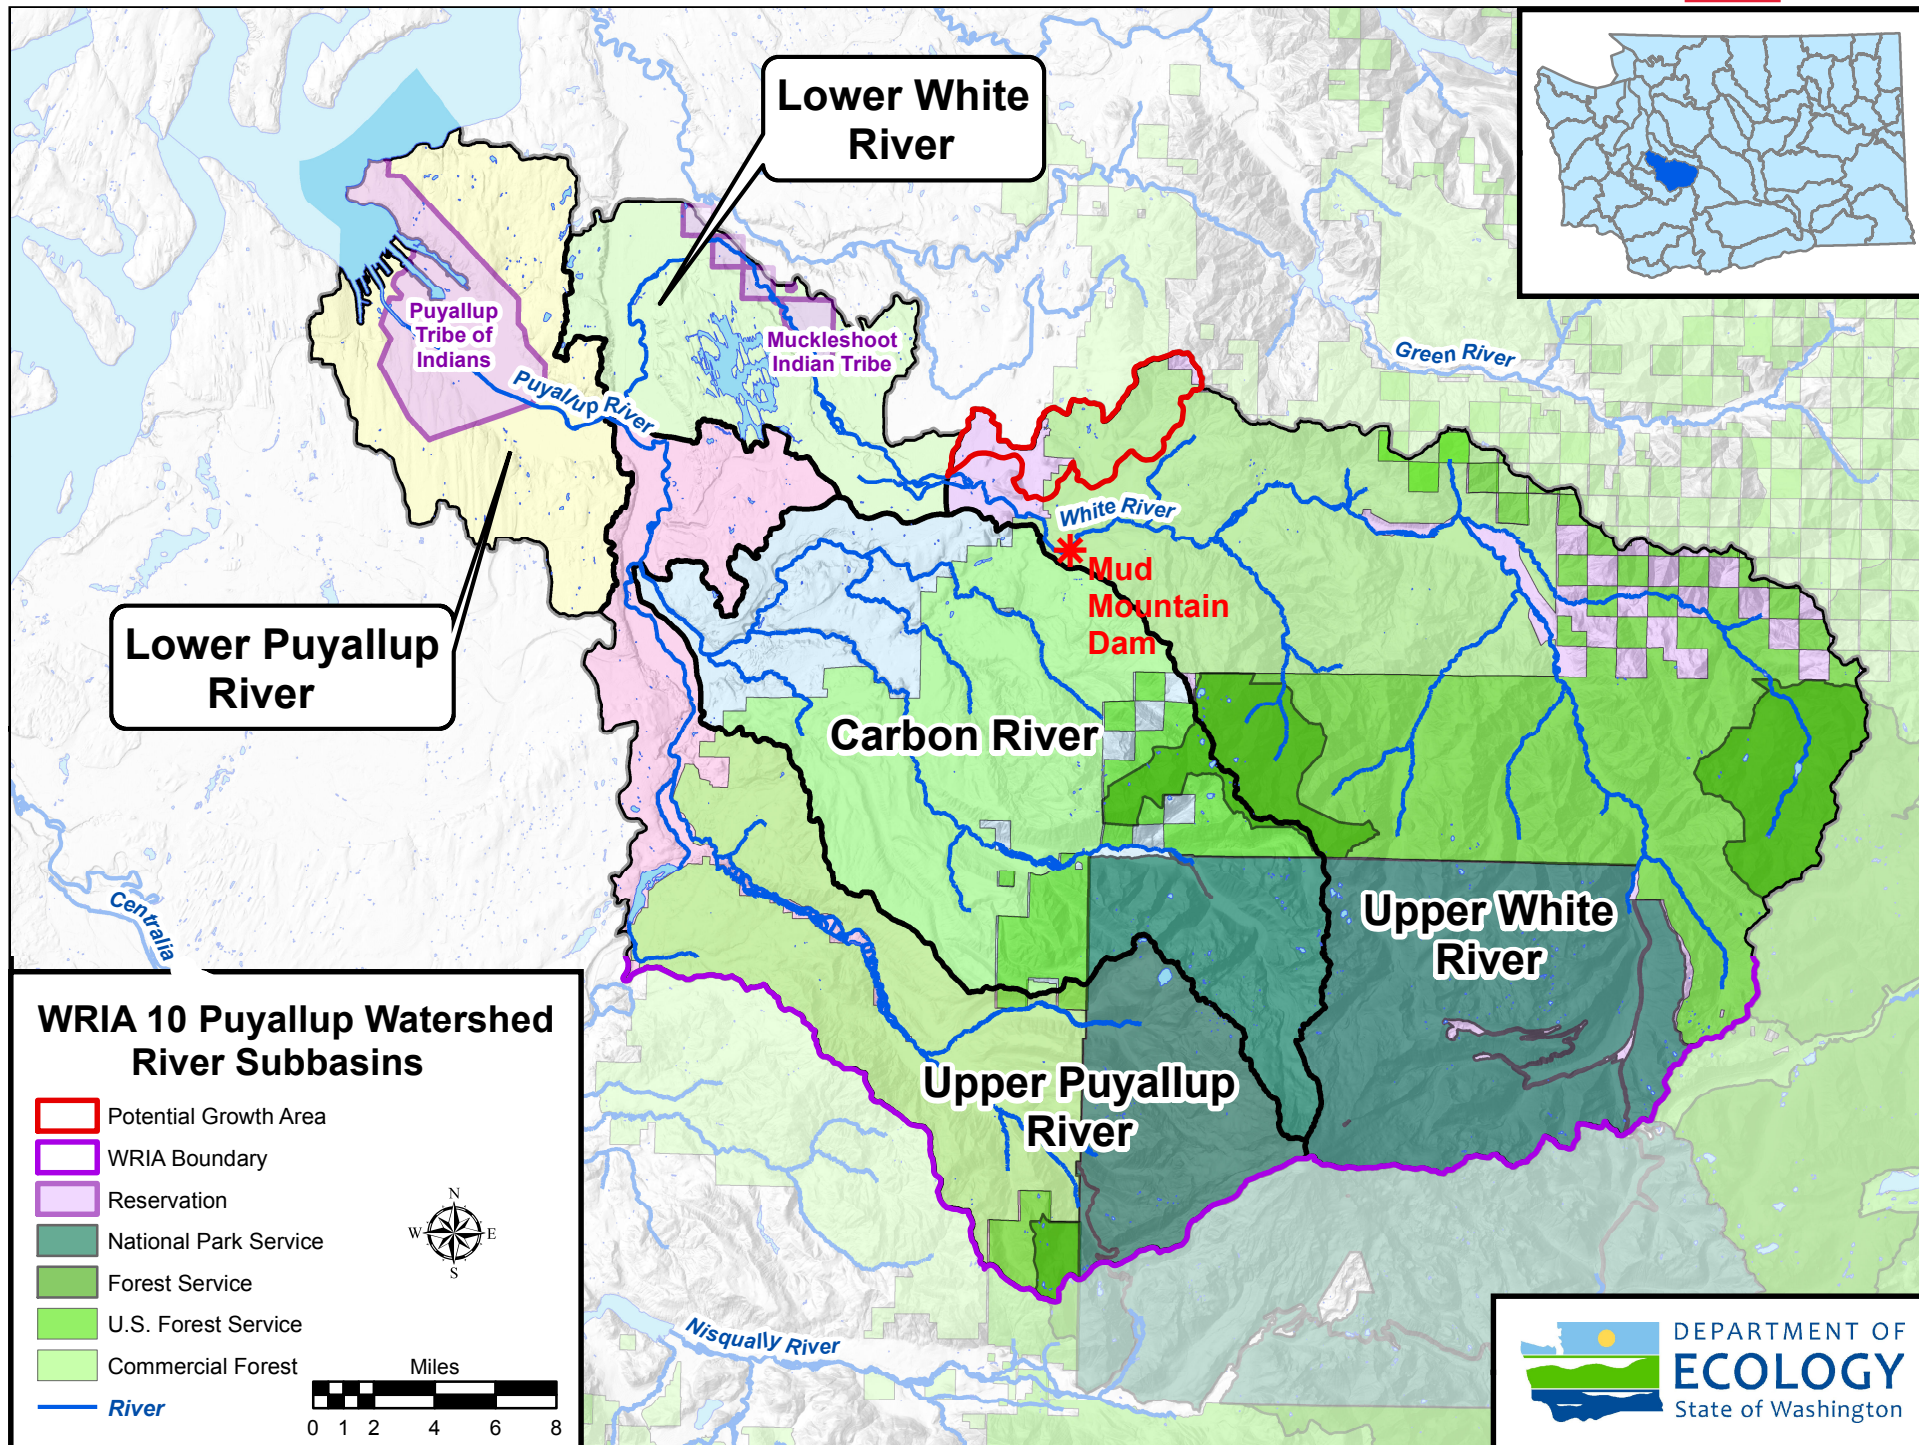 Lower White
River
Puyallup
Tribe of
Indians
Muckleshoot
Indian Tribe
Green River
Puyallup River
White River
Mud
Mountain
Dam
Lower Puyallup
River
Carbon River
Centralia
Upper White
River
Upper Puyallup
River
Nisqually River
WRIA 10 Puyallup Watershed
River Subbasins
Potential Growth Area
WRIA Boundary
Reservation
National Park Service
Forest Service
U.S. Forest Service
Commercial Forest
River
N
W E
S
Miles
0 1 2 4 6 8
DEPARTMENT OF
ECOLOGY
State of Washington